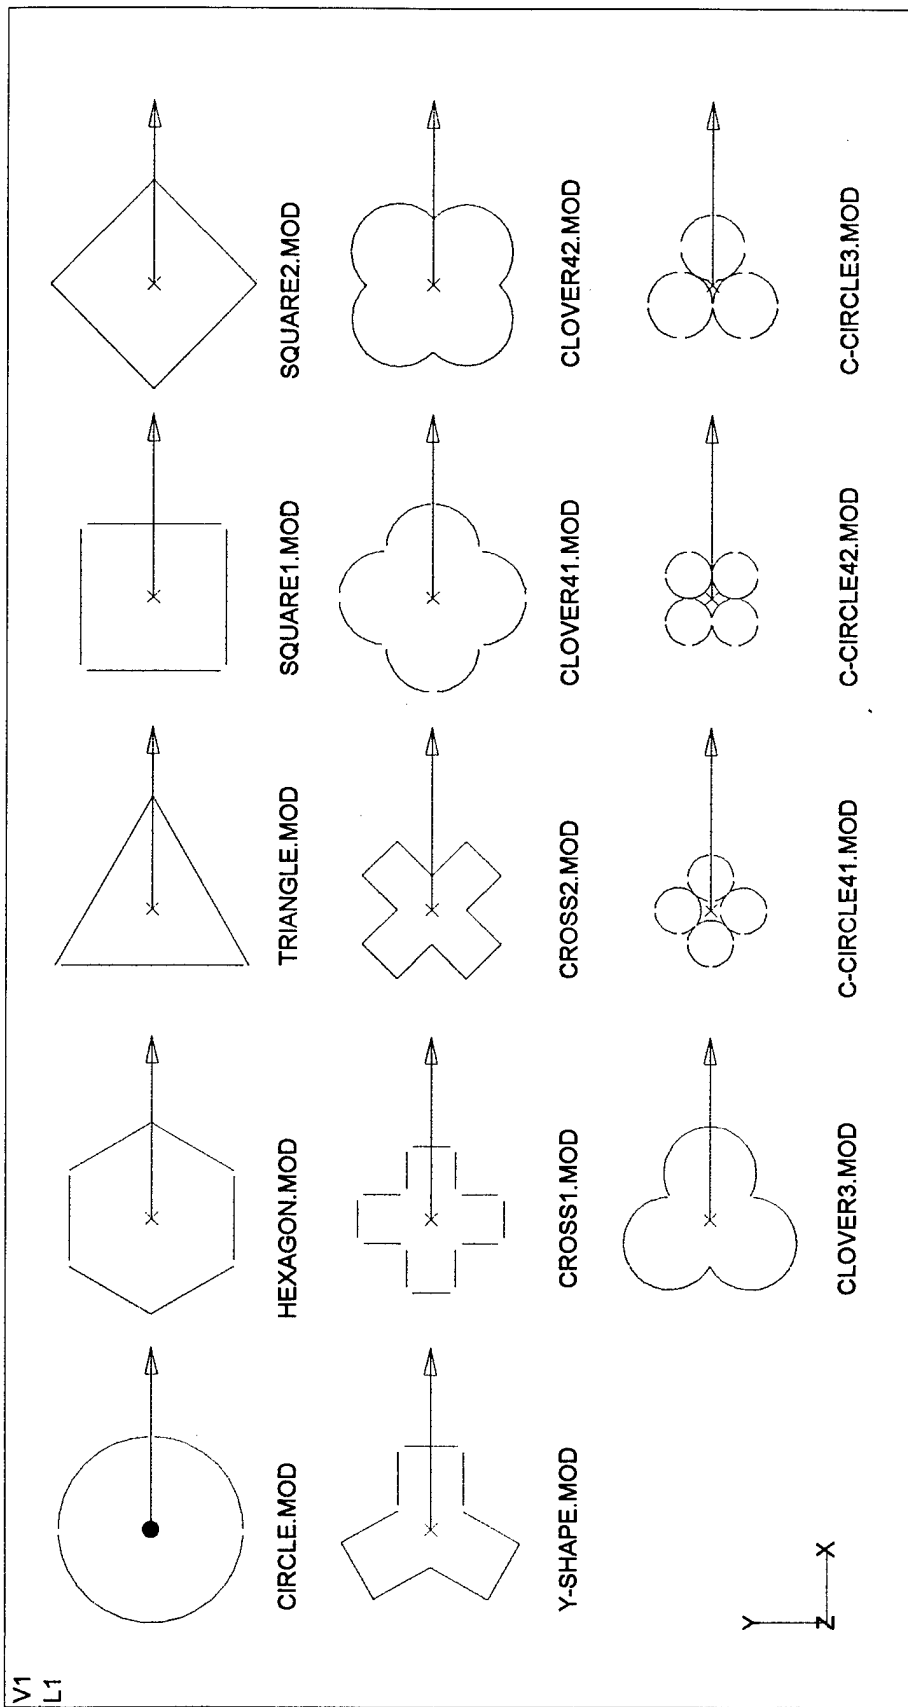 V1
L1
CIRCLE.MOD
HEXAGON.MOD
TRIANGLE.MOD
SQUARE1.MOD
SQUARE2.MOD
Y-SHAPE.MOD
CROSS1.MOD
CROSS2.MOD
CLOVER41.MOD
CLOVER42.MOD
CLOVER3.MOD
C-CIRCLE41.MOD
C-CIRCLE42.MOD
C-CIRCLE3.MOD
Y
Z
X